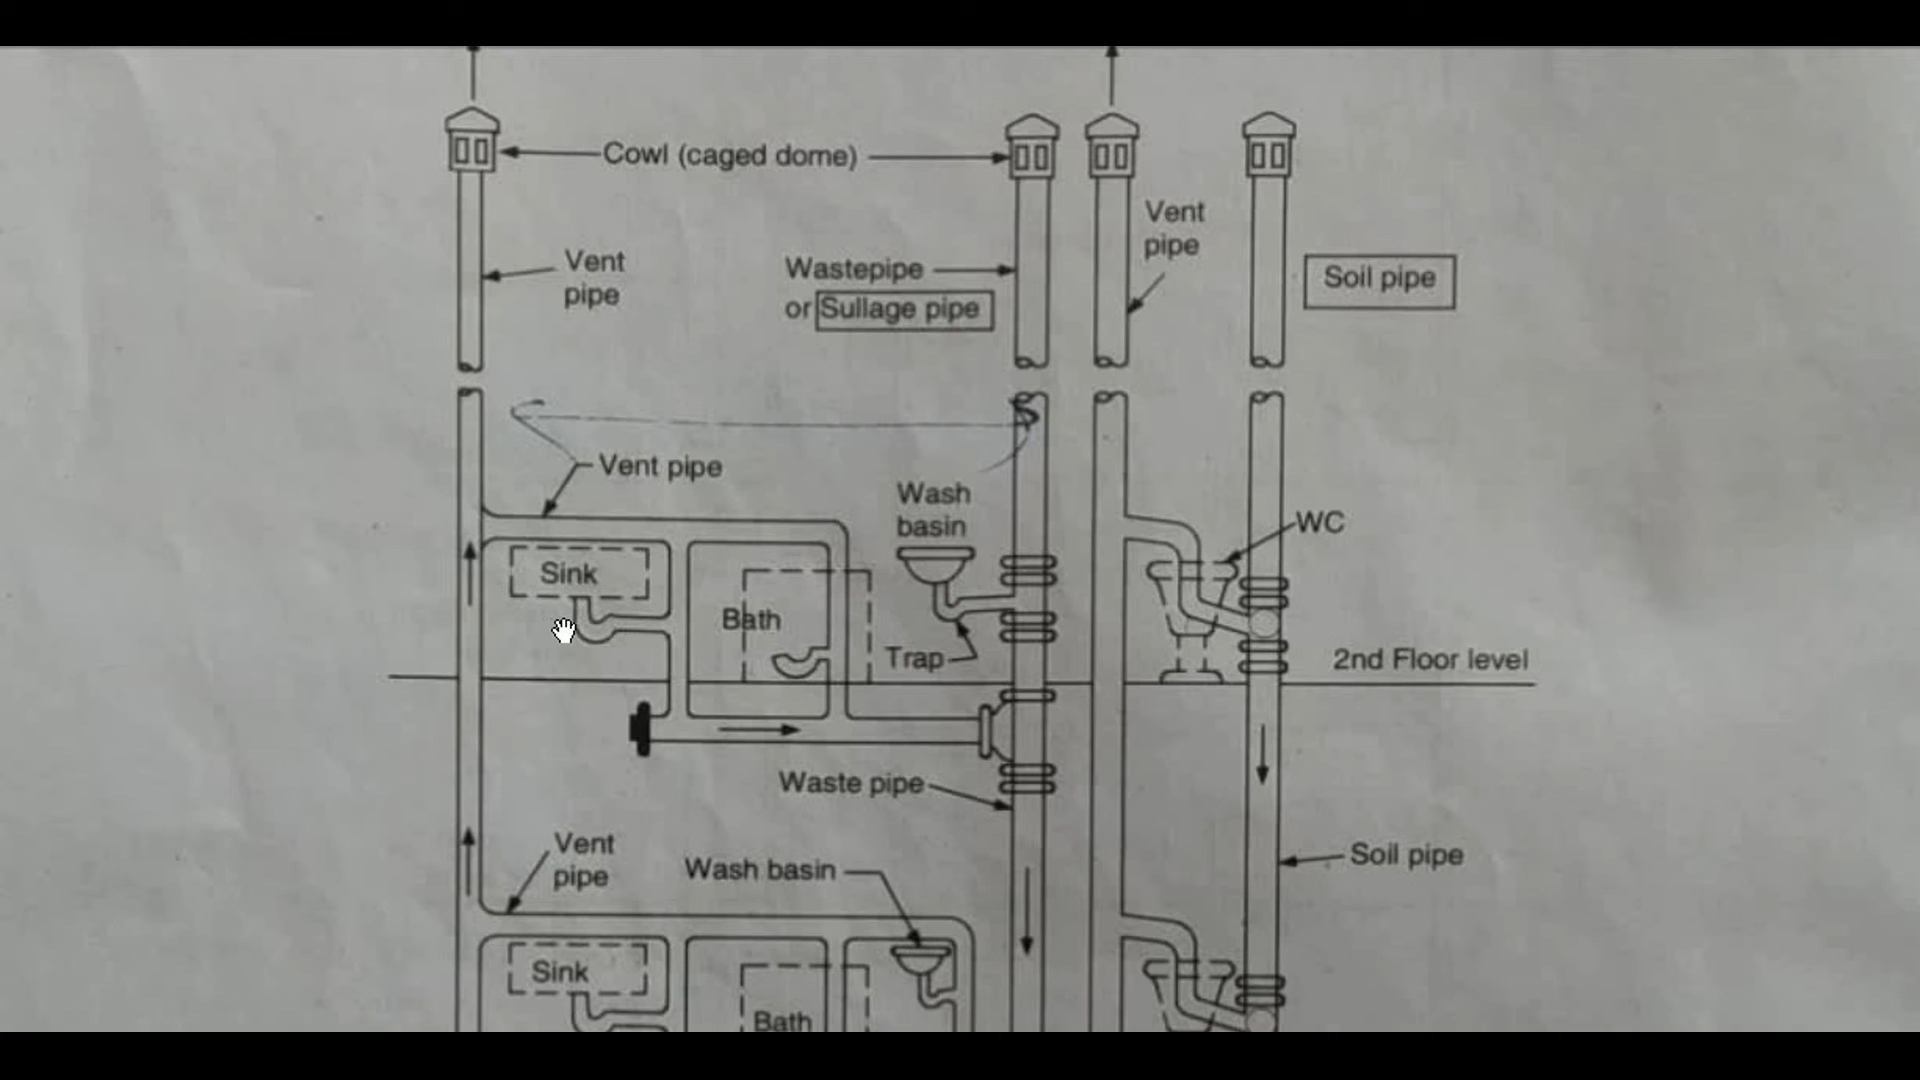 Cowl (caged dome)
Vent
pipe
Vent
pipe
Wastepipe
or Sullage pipe
Soil pipe
Vent pipe
Wash
basin
WC
Sink
Bath
Trap
2nd Floor level
Waste pipe
Vent
pipe
Wash basin
Soil pipe
Sink
Bath